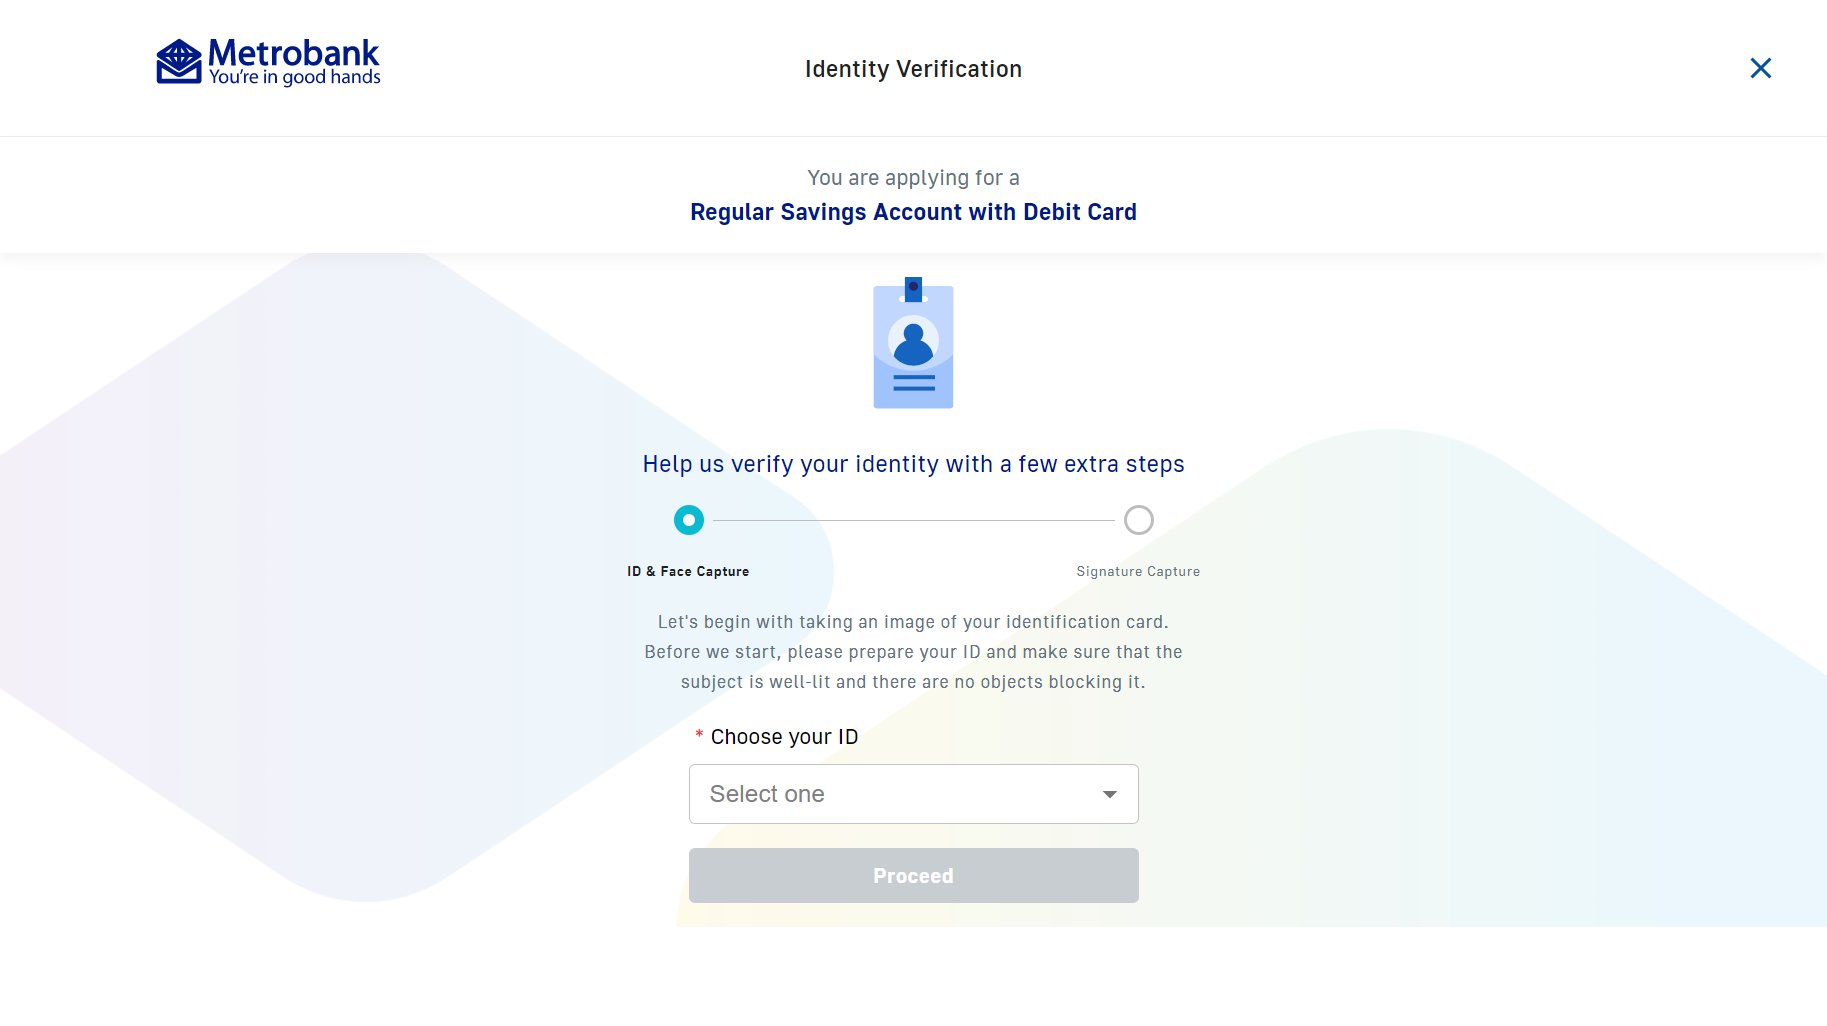 Metrobank
You're in good hands
Identity Verification
You are applying for a
Regular Savings Account with Debit Card
Help us verify your identity with a few extra steps
ID & Face Capture
Signature Capture
Let's begin with taking an image of your identification card.
Before we start, please prepare your ID and make sure that the
subject is well-lit and there are no objects blocking it.
* Choose your ID
Select one
Proceed